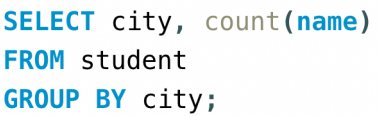 SELECT city, count(name)
FROM student
GROUP BY city;